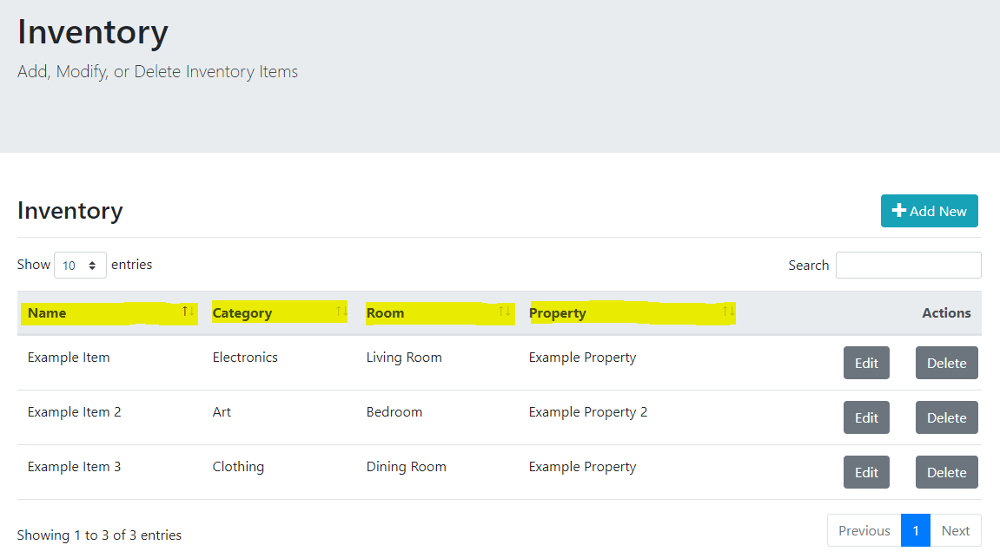 Inventory
Add, Modify, or Delete Inventory Items
Inventory
Add New
Show 10 entries
Search
Name Category Room Property Actions
Example Item Electronics Living Room Example Property Edit Delete
Example Item 2 Art Bedroom Example Property 2 Edit Delete
Example Item 3 Clothing Dining Room Example Property Edit Delete
Showing 1 to 3 of 3 entries
Previous 1 Next